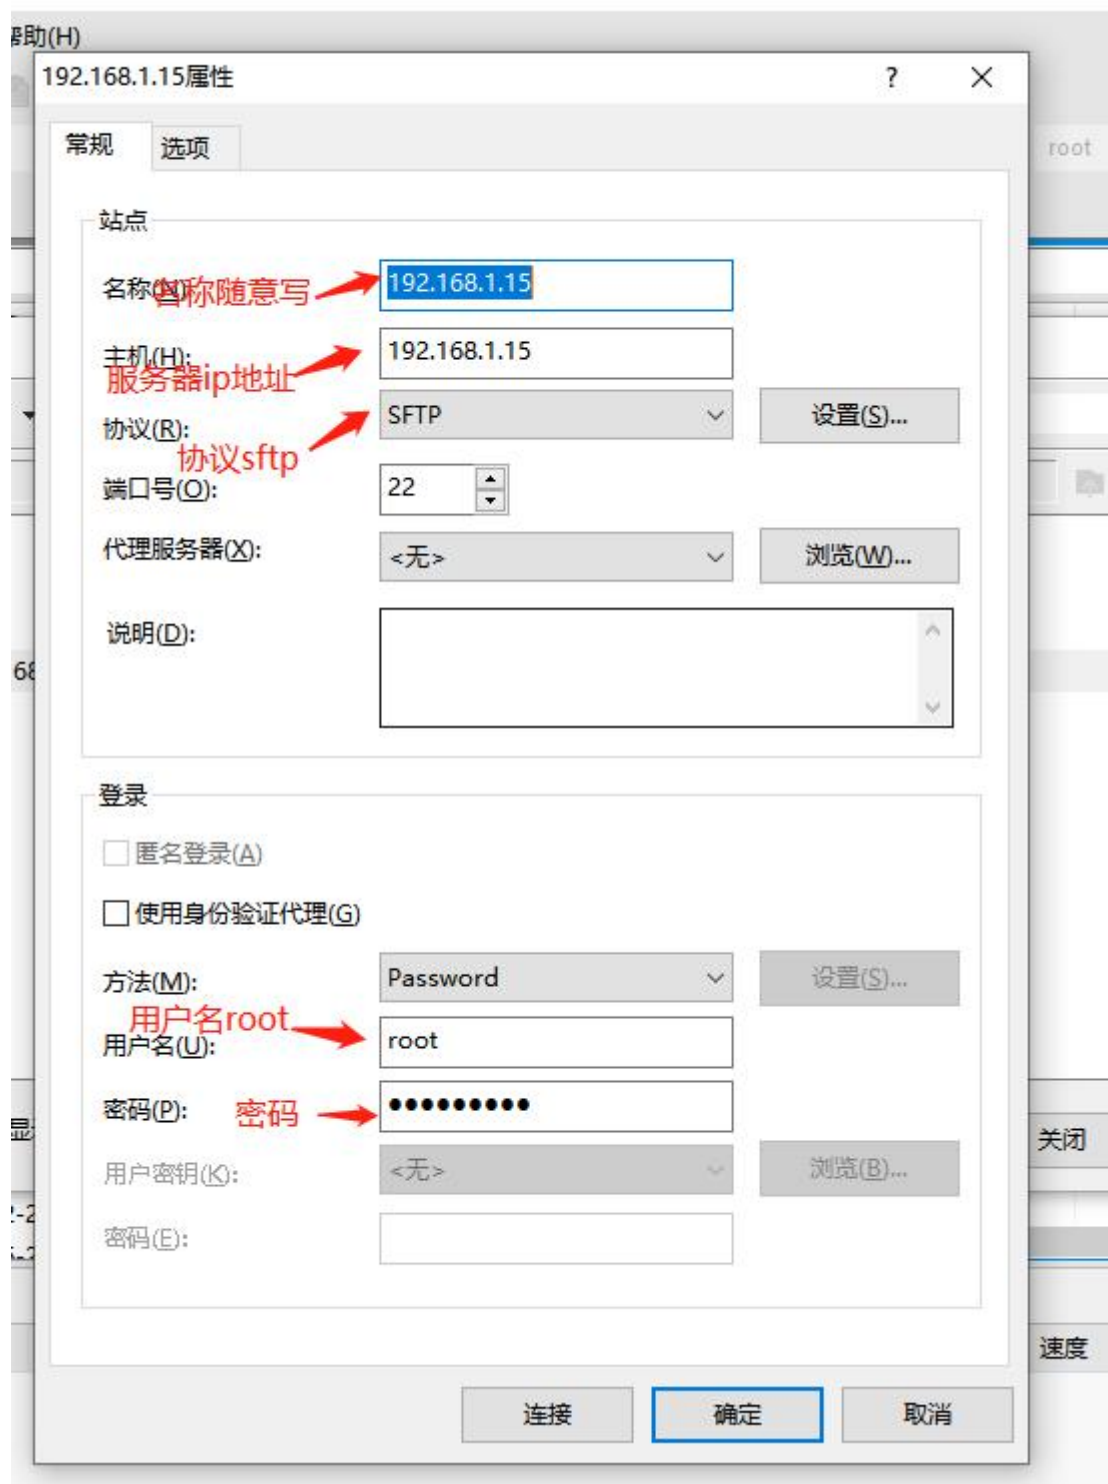 帮助(H)
192.168.1.15属性
?
常规
选项
root
站点
名称(N)
名称随意写
192.168.1.15
主机(H):
服务器ip地址
192.168.1.15
协议(R):
协议sftp
SFTP
设置(S)...
端口号(O):
22
代理服务器(X):
<无>
浏览(W)...
说明(D):
68
登录
匿名登录(A)
使用身份验证代理(G)
方法(M):
Password
设置(S)...
用户名root
用户名(U):
root
密码(P):
密码
●●●●●●●●●
显
关闭
用户密钥(K):
<无>
浏览(B)...
密码(E):
速度
连接
确定
取消